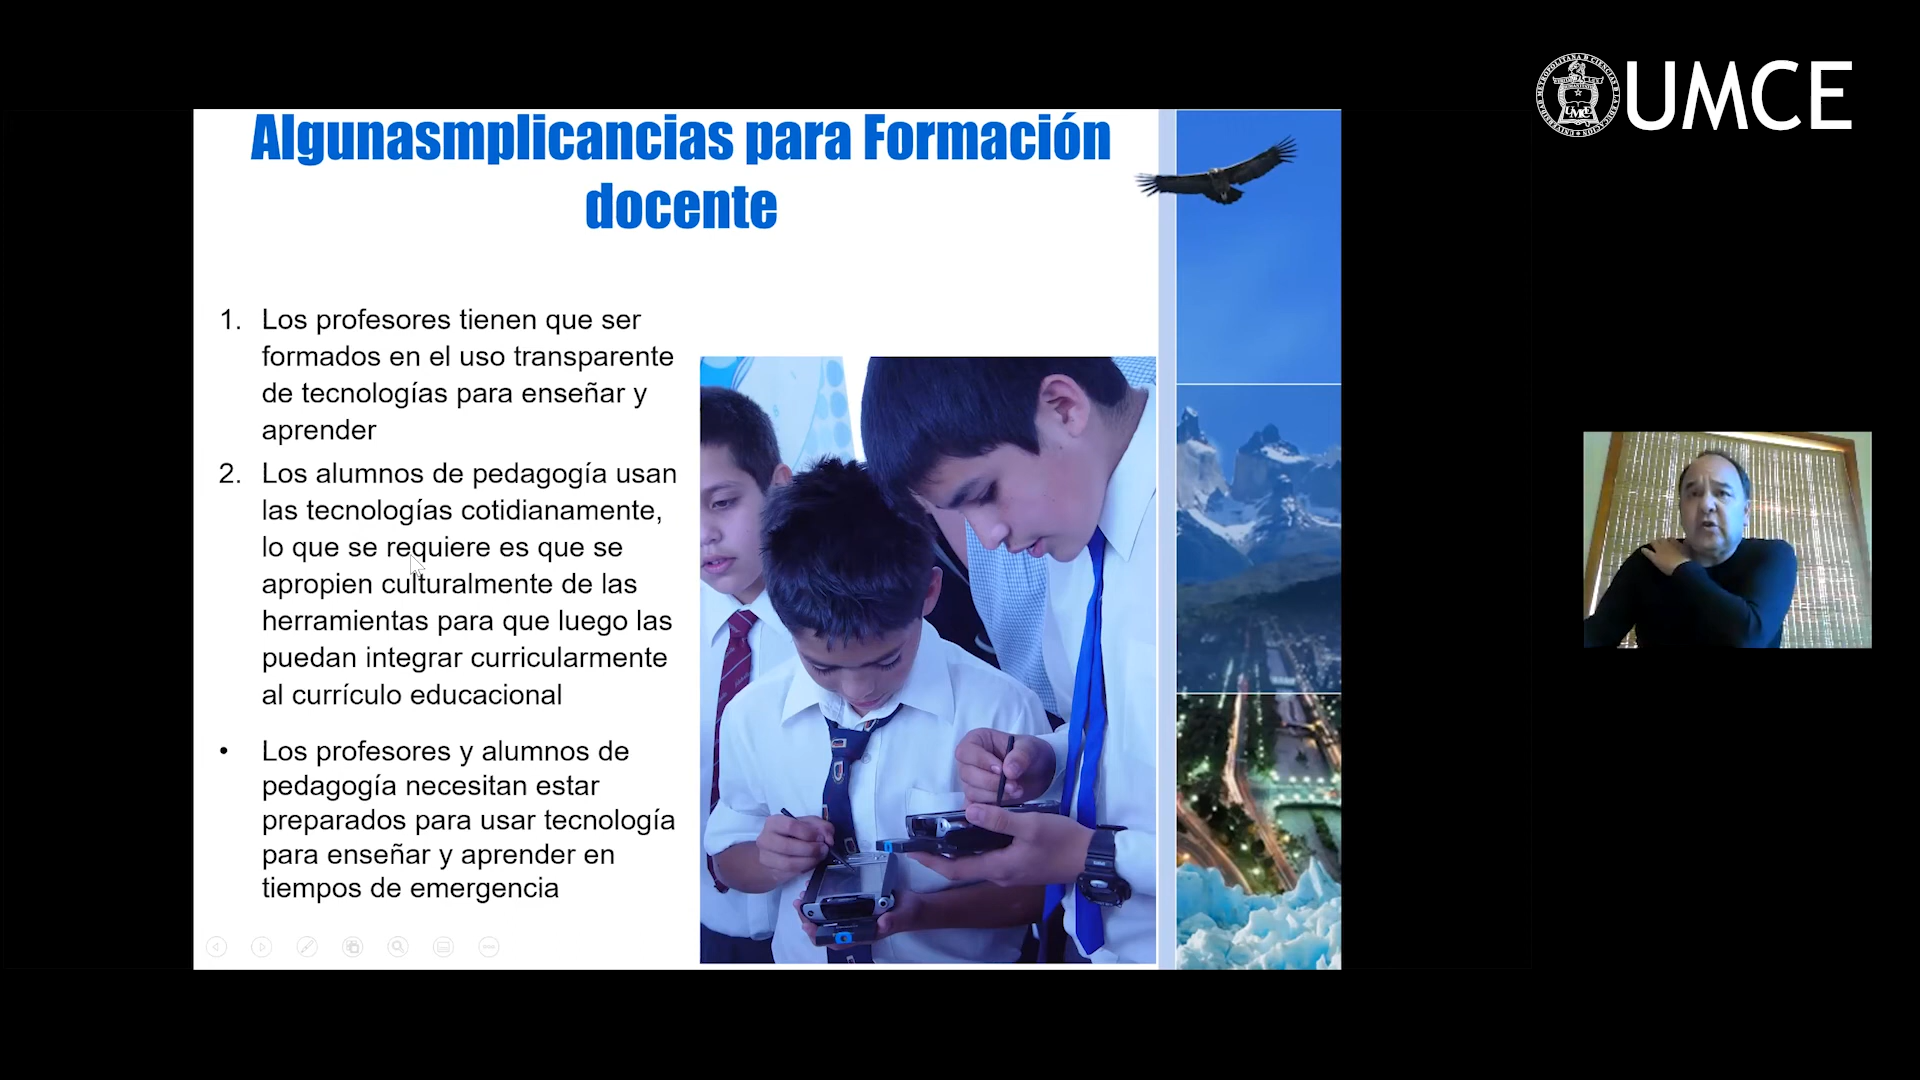 Algunasmplicancias para Formación
docente
1. Los profesores tienen que ser
formados en el uso transparente
de tecnologías para enseñar y
aprender
2. Los alumnos de pedagogía usan
las tecnologías cotidianamente,
lo que se requiere es que se
apropien culturalmente de las
herramientas para que luego las
puedan integrar curricularmente
al currículo educacional
• Los profesores y alumnos de
pedagogía necesitan estar
preparados para usar tecnología
para enseñar y aprender en
tiempos de emergencia
UMCE